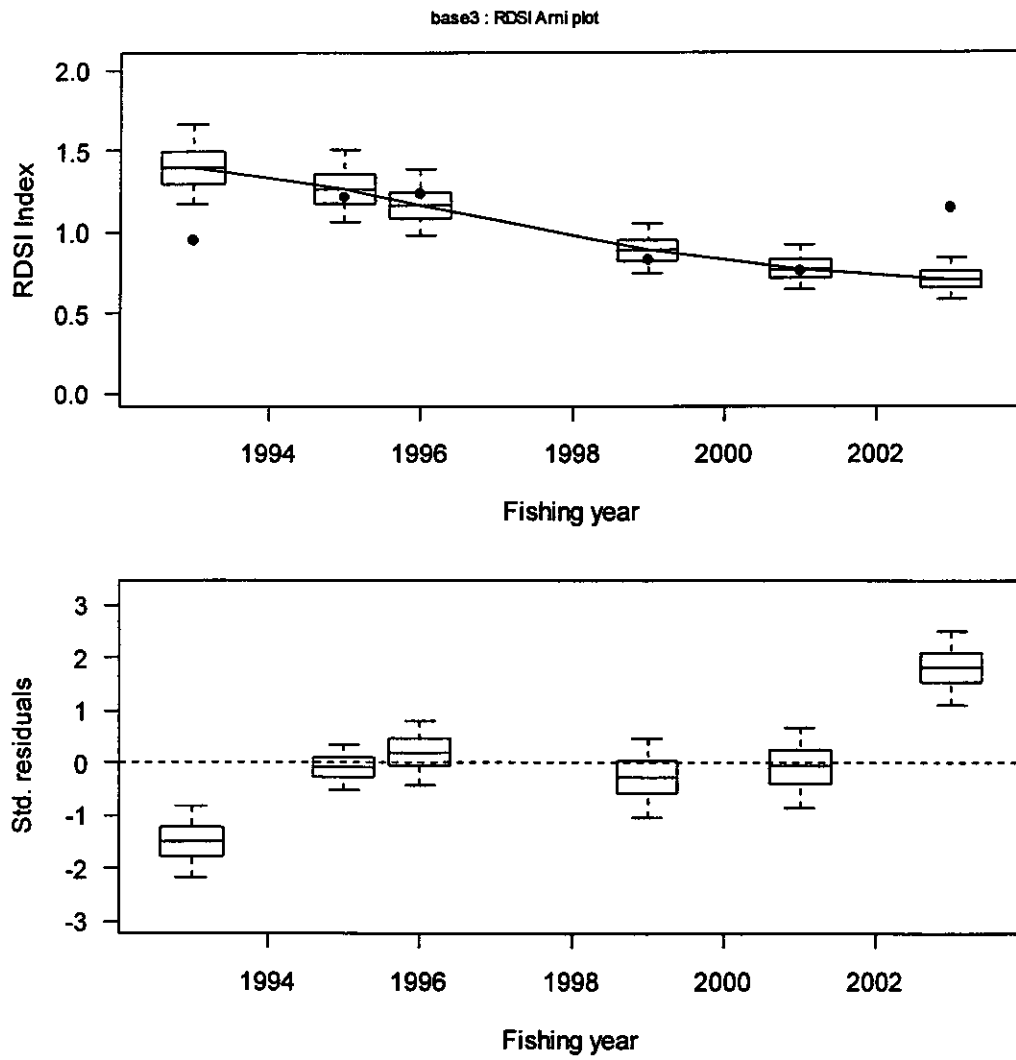 base3 : RDSI Arni plot
2.0
1.5
1.0
0.5
0.0
RDSI Index
1994 1996 1998 2000 2002
Fishing year
3
2
1
0
-1
-2
-3
Std. residuals
1994 1996 1998 2000 2002
Fishing year